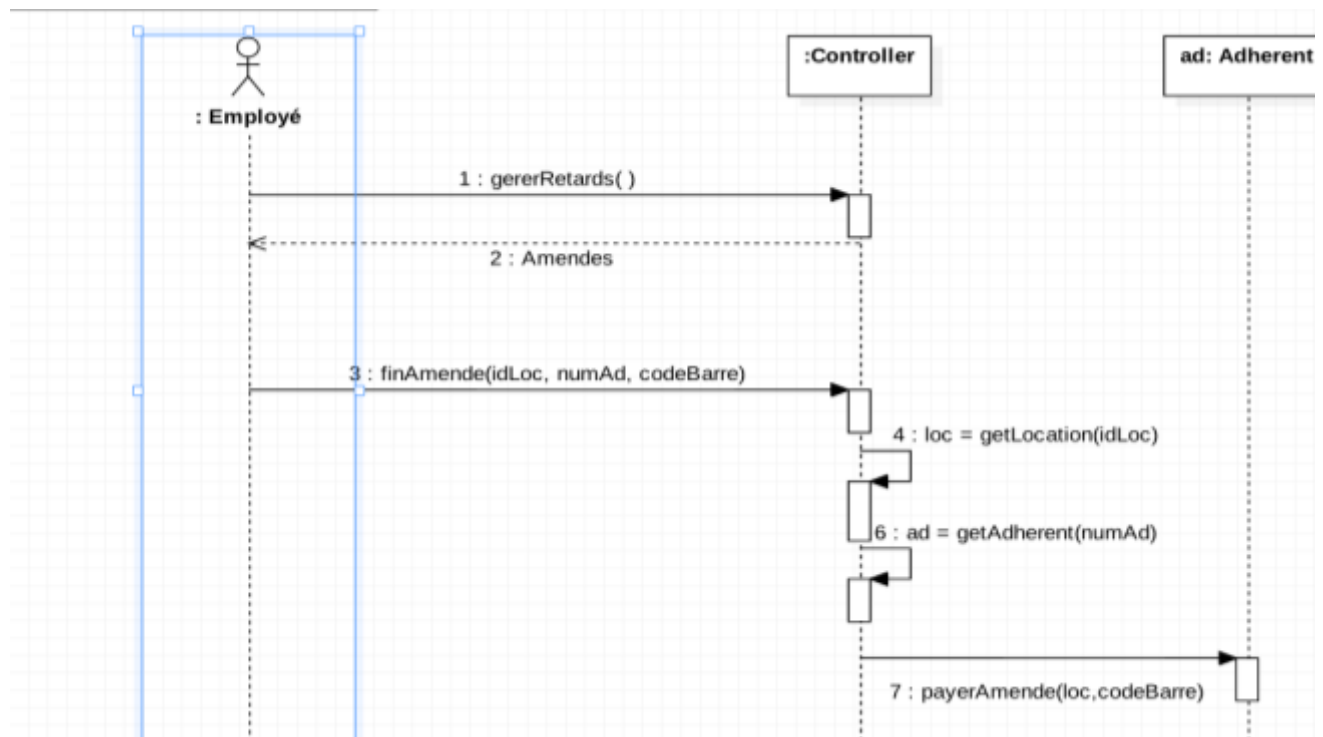 :Controller
ad: Adherent
: Employé
1 : gererRetards( )
2 : Amendes
3 : finAmende(idLoc, numAd, codeBarre)
4 : loc = getLocation(idLoc)
6 : ad = getAdherent(numAd)
7 : payerAmende(loc,codeBarre)